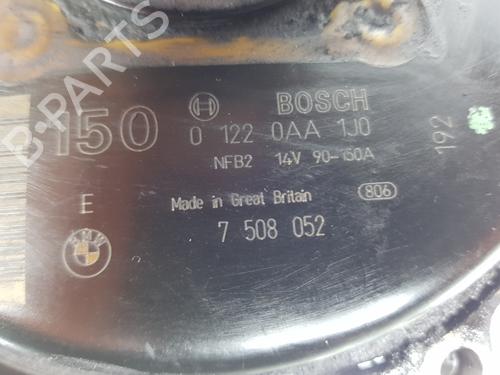 150
BOSCH
0 122 0AA 1J0
NFB2 14V 90-150A
192
E
Made in Great Britain
806
7 508 052
BMW
B-PARTS